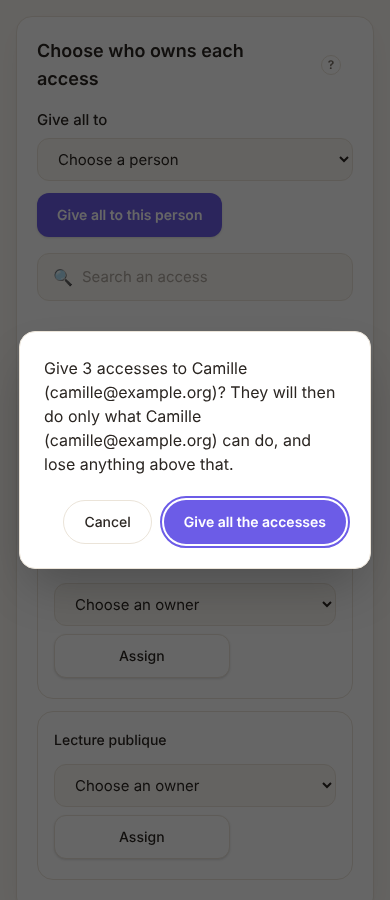 Choose who owns each
access
?
Give all to
Choose a person
Give all to this person
🔍 Search an access
Give 3 accesses to Camille
(camille@example.org)? They will then
do only what Camille
(camille@example.org) can do, and
lose anything above that.
Cancel
Give all the accesses
Choose an owner
Assign
Lecture publique
Choose an owner
Assign